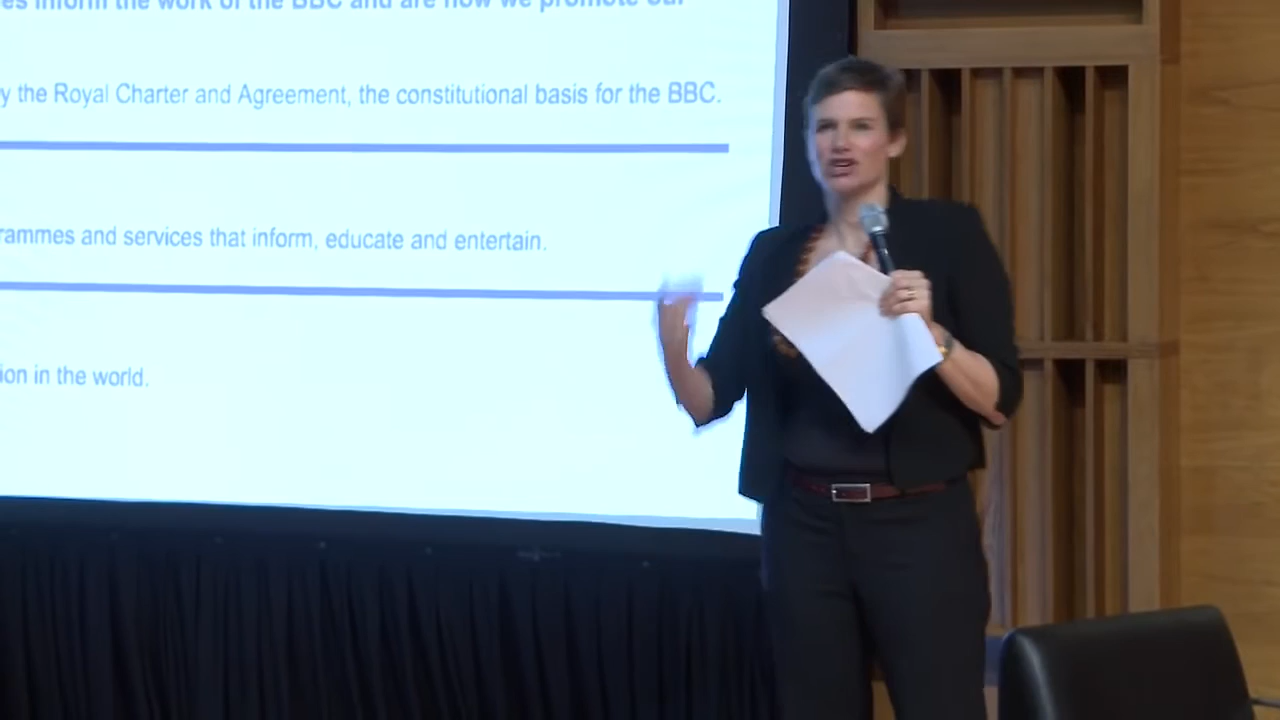 inform the work of the BBC and are how we promote our
y the Royal Charter and Agreement, the constitutional basis for the BBC.
rammes and services that inform, educate and entertain.
ion in the world.